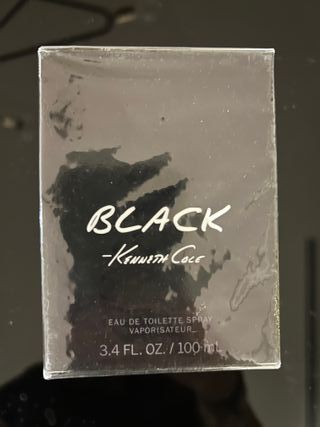 BLACK
-KENNETH COLE
EAU DE TOILETTE SPRAY
VAPORISATEUR
3.4 FL. OZ. / 100 mL